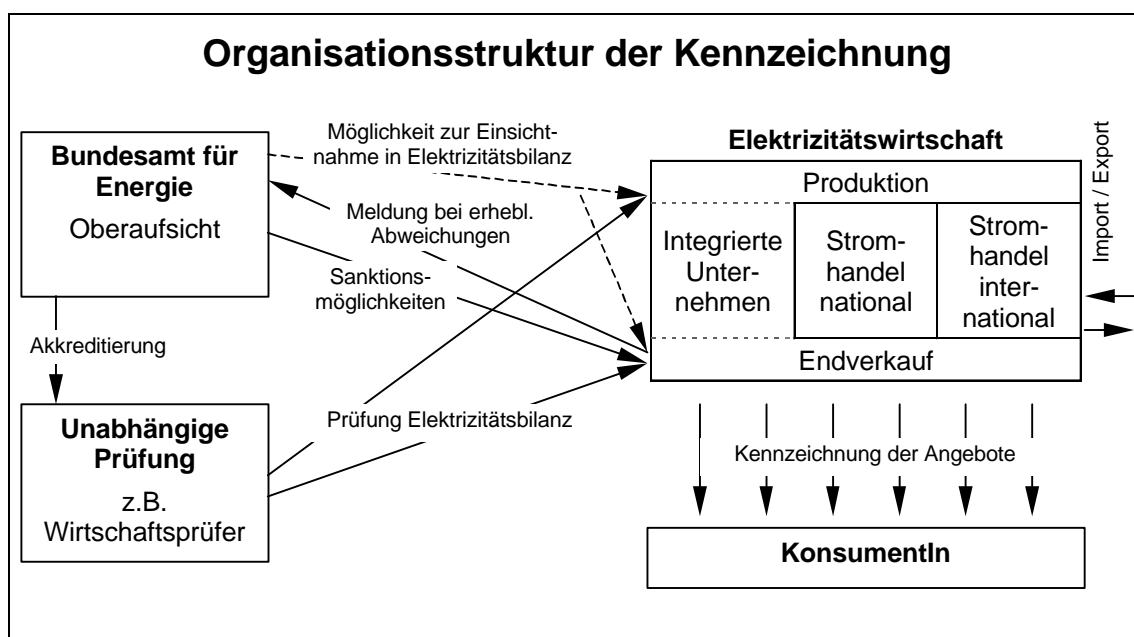 Organisationsstruktur der Kennzeichnung
Bundesamt für
Energie
Oberaufsicht
Möglichkeit zur Einsicht-
nahme in Elektrizitätsbilanz
Meldung bei erhebl.
Abweichungen
Sanktions-
möglichkeiten
Akkreditierung
Unabhängige
Prüfung
z.B.
Wirtschaftsprüfer
Prüfung Elektrizitätsbilanz
Elektrizitätswirtschaft
Produktion
Integrierte
Unter-
nehmen
Strom-
handel
national
Strom-
handel
inter-
national
Endverkauf
Import / Export
Kennzeichnung der Angebote
KonsumentIn